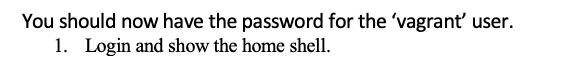 You should now have the password for the ‘vagrant’ user.
1. Login and show the home shell.